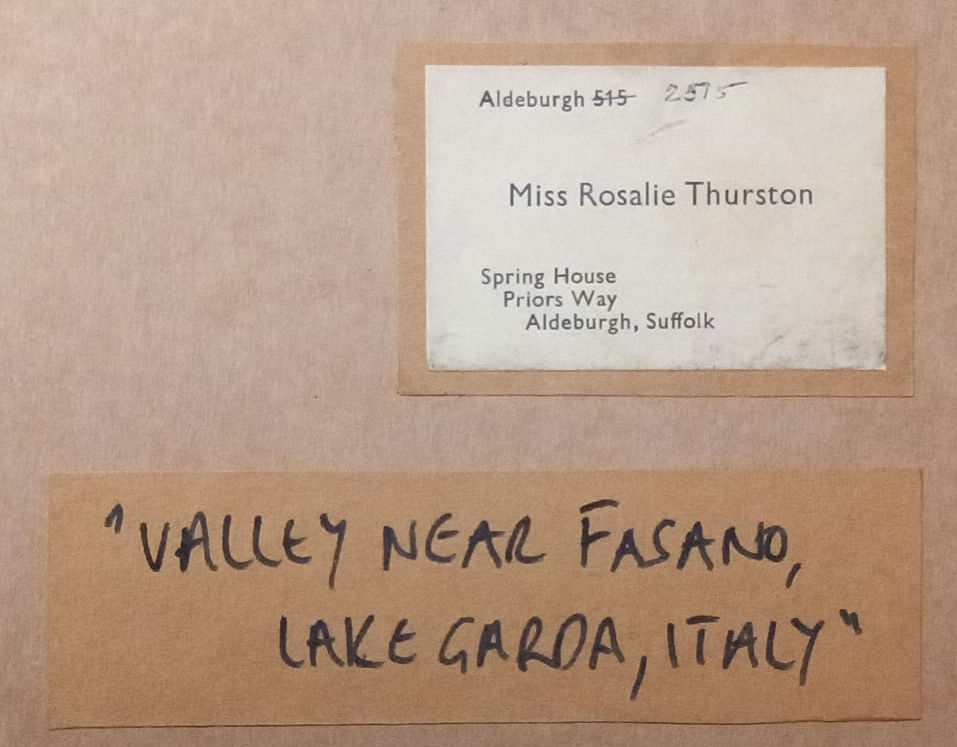 Aldeburgh 515 2575
Miss Rosalie Thurston
Spring House
Priors Way
Aldeburgh, Suffolk
"VALLEY NEAR FASANO,
LAKE GARDA, ITALY"